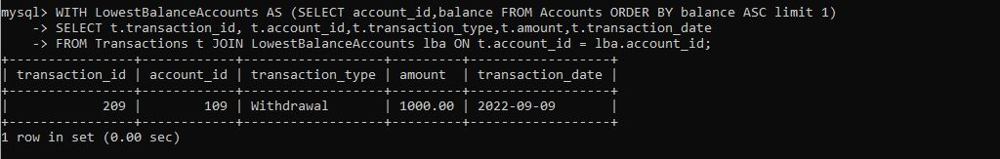 mysql> WITH LowestBalanceAccounts AS (SELECT account_id,balance FROM Accounts ORDER BY balance ASC limit 1)
    -> SELECT t.transaction_id, t.account_id,t.transaction_type,t.amount,t.transaction_date
    -> FROM Transactions t JOIN LowestBalanceAccounts lba ON t.account_id = lba.account_id;
+----------------+------------+------------------+---------+------------------+
| transaction_id | account_id | transaction_type | amount  | transaction_date |
+----------------+------------+------------------+---------+------------------+
|            209 |        109 | Withdrawal       | 1000.00 | 2022-09-09       |
+----------------+------------+------------------+---------+------------------+
1 row in set (0.00 sec)